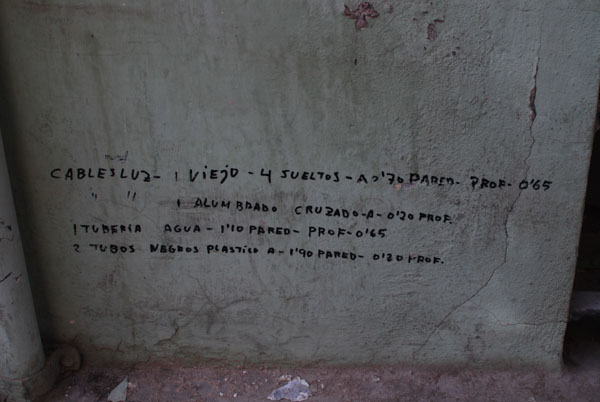 CABLES LUZ - 1 VIEJO - 4 SUELTOS - A 0'70 PARED - PROF - 0'65
" " 1 ALUMBRADO CRUZADO - A - 0'20 PROF.
1 TUBERIA AGUA - 1'10 PARED - PROF - 0'65
2 TUBOS NEGROS PLASTICO A - 1'90 PARED - 0'20 PROF.